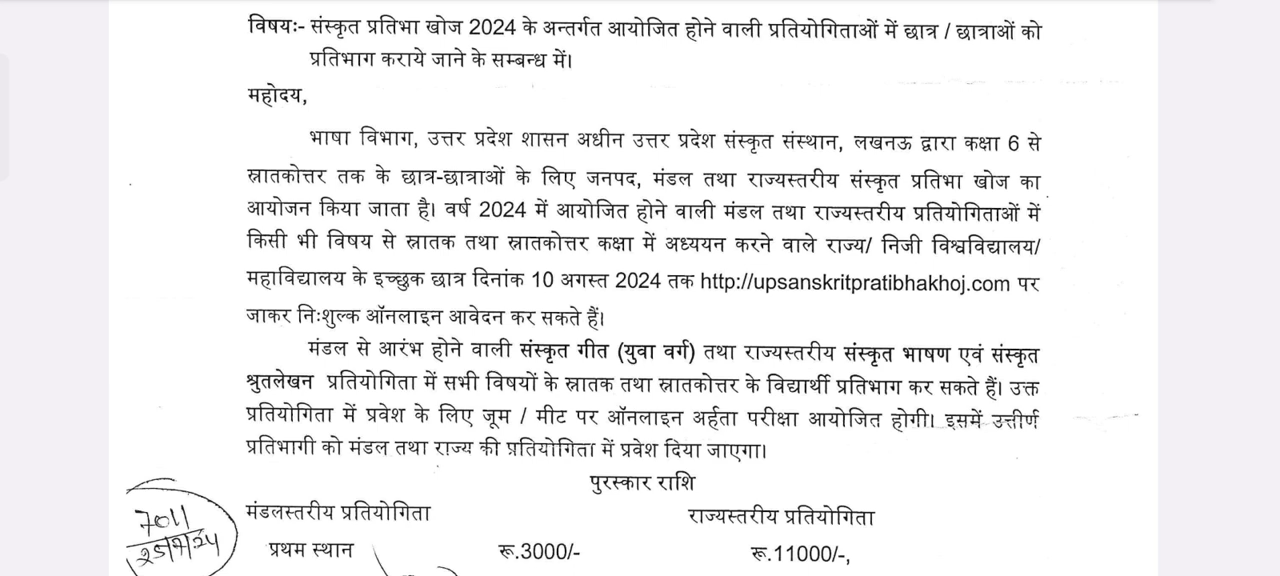 विषयः- संस्कृत प्रतिभा खोज 2024 के अन्तर्गत आयोजित होने वाली प्रतियोगिताओं में छात्र / छात्राओं को
प्रतिभाग कराये जाने के सम्बन्ध में।
महोदय,
भाषा विभाग, उत्तर प्रदेश शासन अधीन उत्तर प्रदेश संस्कृत संस्थान, लखनऊ द्वारा कक्षा 6 से
स्नातकोत्तर तक के छात्र-छात्राओं के लिए जनपद, मंडल तथा राज्यस्तरीय संस्कृत प्रतिभा खोज का
आयोजन किया जाता है। वर्ष 2024 में आयोजित होने वाली मंडल तथा राज्यस्तरीय प्रतियोगिताओं में
किसी भी विषय से स्नातक तथा स्नातकोत्तर कक्षा में अध्ययन करने वाले राज्य/ निजी विश्वविद्यालय/
महाविद्यालय के इच्छुक छात्र दिनांक 10 अगस्त 2024 तक http://upsanskritpratibhakhoj.com पर
जाकर निःशुल्क ऑनलाइन आवेदन कर सकते हैं।
मंडल से आरंभ होने वाली संस्कृत गीत (युवा वर्ग) तथा राज्यस्तरीय संस्कृत भाषण एवं संस्कृत
श्रुतलेखन प्रतियोगिता में सभी विषयों के स्नातक तथा स्नातकोत्तर के विद्यार्थी प्रतिभाग कर सकते हैं। उक्त
प्रतियोगिता में प्रवेश के लिए जूम / मीट पर ऑनलाइन अर्हता परीक्षा आयोजित होगी। इसमें उत्तीर्ण
प्रतिभागी को मंडल तथा राज्य की प्रतियोगिता में प्रवेश दिया जाएगा।
पुरस्कार राशि
मंडलस्तरीय प्रतियोगिता राज्यस्तरीय प्रतियोगिता
7011
25/7/24
प्रथम स्थान रू.3000/- रू.11000/-,